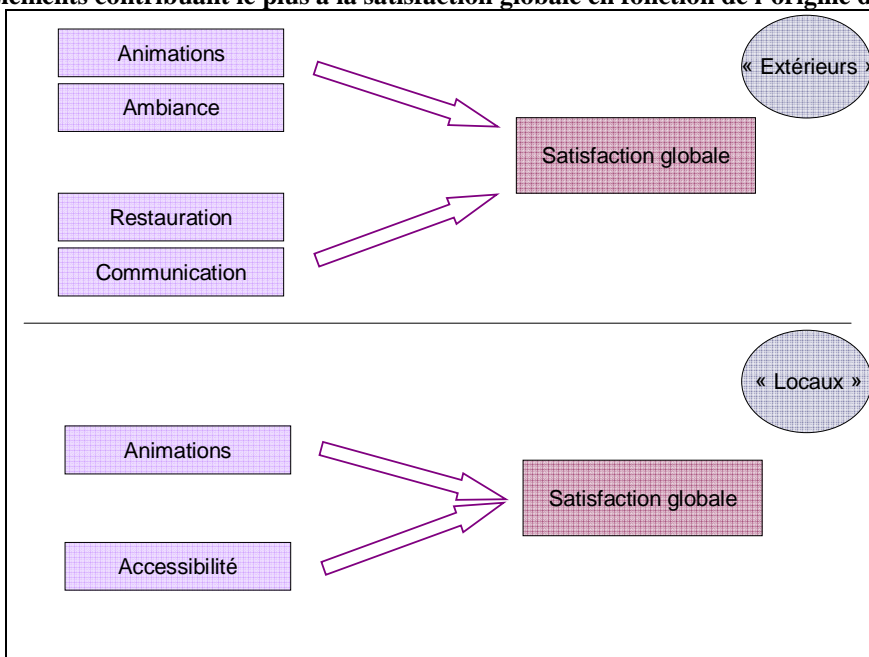 contribuant le plus à la satisfaction globale en fonction de l'origine
Animations
« Extérieurs »
Ambiance
Satisfaction globale
Restauration
Communication
« Locaux »
Animations
Satisfaction globale
Accessibilité